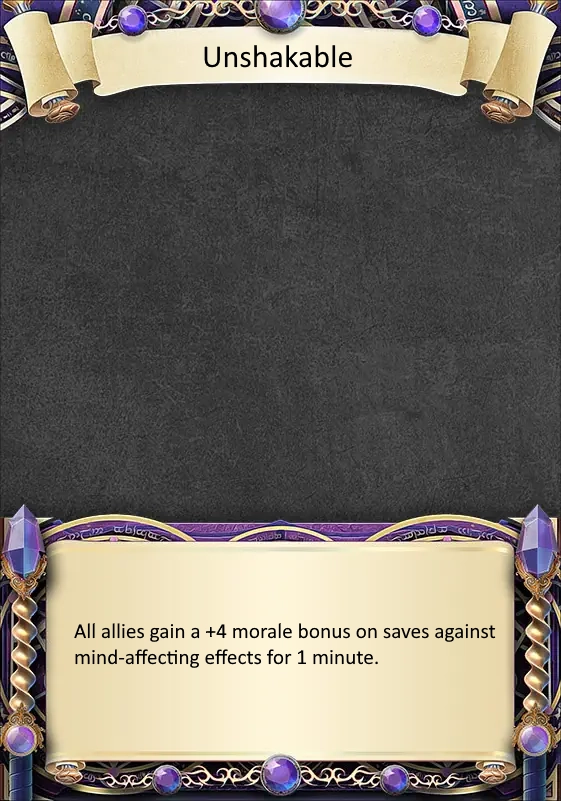 Unshakable
All allies gain a +4 morale bonus on saves against
mind-affecting effects for 1 minute.